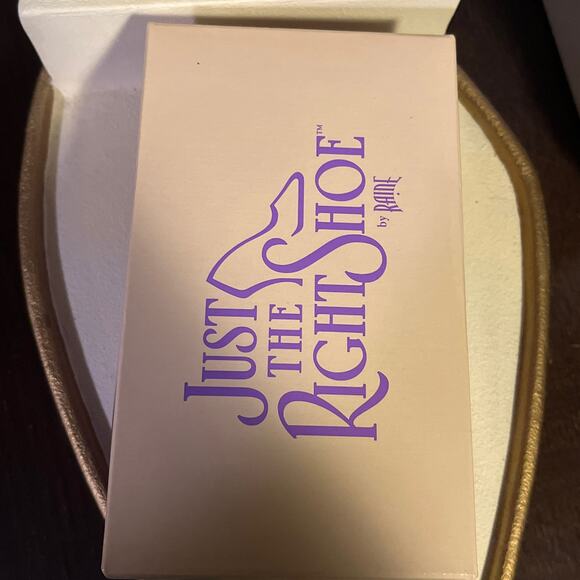 JUST
THE
RIGHT SHOE™
by RAINE